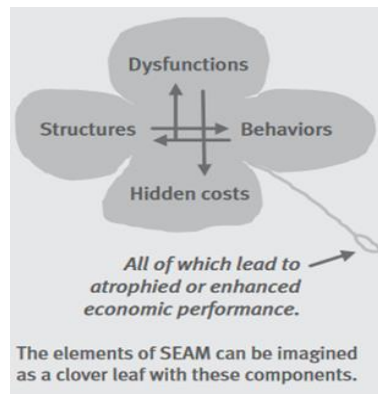 Dysfunctions
Structures
Behaviors
Hidden costs
All of which lead to
atrophied or enhanced
economic performance.
The elements of SEAM can be imagined
as a clover leaf with these components.